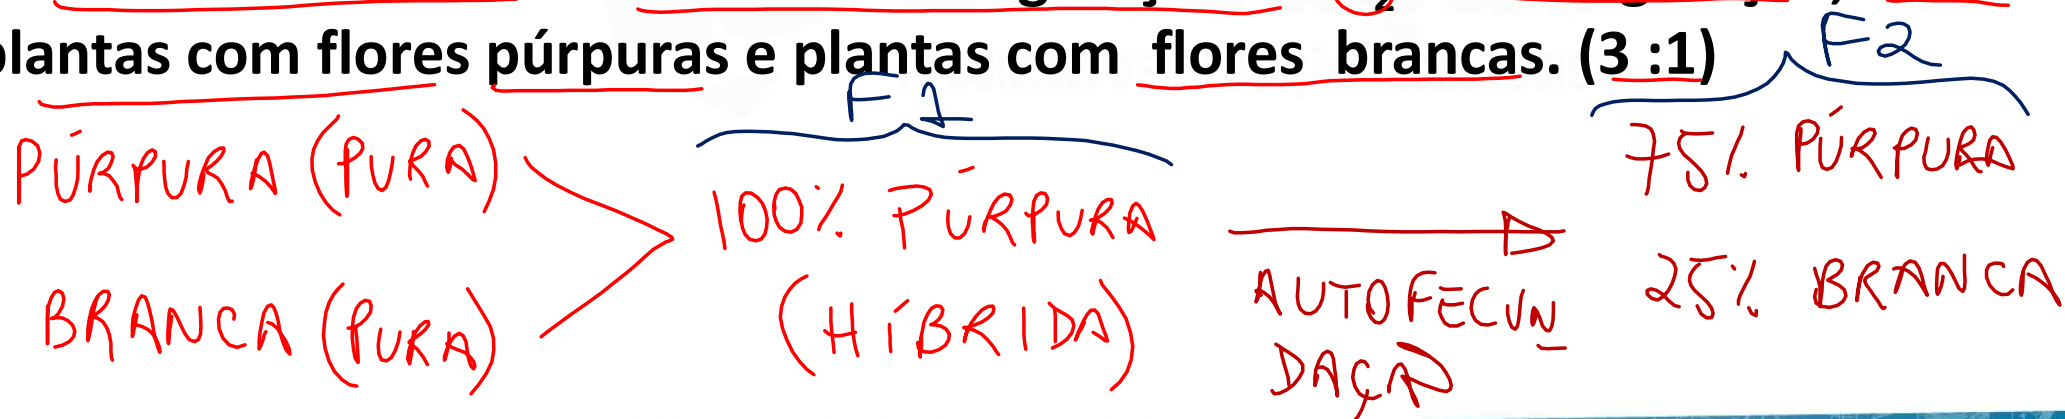 plantas com flores púrpuras e plantas com flores brancas. (3 :1)
F1
F2
PÚRPURA (PURA)
BRANCA (PURA)
100% PÚRPURA
(HÍBRIDA)
AUTOFECUN
DAÇÃO
75% PÚRPURA
25% BRANCA